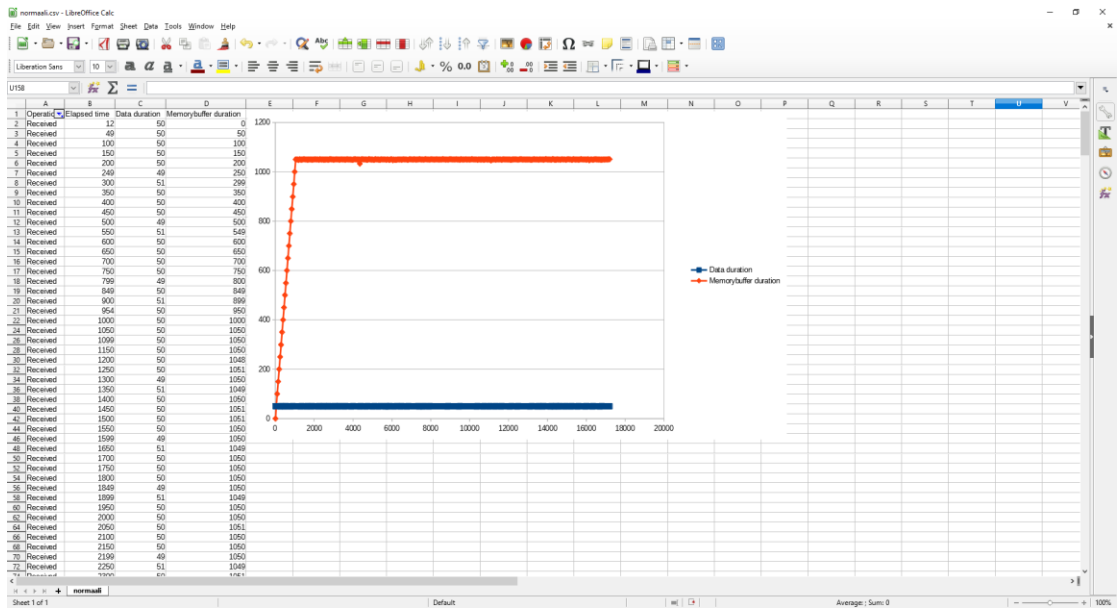 normaali.csv - LibreOffice Calc
File Edit View Insert Format Sheet Data Tools Window Help
Liberation Sans 10 % 0.0
U158
A B C D E F G H I J K L M N O P Q R S T U V
1 Operatio Elapsed time Data duration Memorybuffer duration
2 Received 12 50 0
3 Received 49 50 50
4 Received 100 50 100
5 Received 150 50 150
6 Received 200 50 200
7 Received 249 49 250
8 Received 300 51 299
9 Received 350 50 350
10 Received 400 50 400
11 Received 450 50 450
12 Received 500 49 500
13 Received 550 51 549
14 Received 600 50 600
15 Received 650 50 650
16 Received 700 50 700
17 Received 750 50 750
18 Received 799 49 800
19 Received 849 50 849
20 Received 900 51 899
21 Received 954 50 950
22 Received 1000 50 1000
24 Received 1050 50 1050
26 Received 1099 50 1050
28 Received 1150 50 1050
30 Received 1200 50 1048
32 Received 1250 50 1051
34 Received 1300 49 1050
36 Received 1350 51 1049
38 Received 1400 50 1050
40 Received 1450 50 1051
42 Received 1500 50 1051
44 Received 1550 50 1050
46 Received 1599 49 1050
48 Received 1650 51 1049
50 Received 1700 50 1050
52 Received 1750 50 1050
54 Received 1800 50 1050
56 Received 1849 49 1050
58 Received 1899 51 1049
60 Received 1950 50 1050
62 Received 2000 50 1050
64 Received 2050 50 1051
66 Received 2100 50 1050
68 Received 2150 50 1050
70 Received 2199 49 1050
72 Received 2250 51 1049
1200
1000
800
600
400
200
0
0 2000 4000 6000 8000 10000 12000 14000 16000 18000 20000
Data duration
Memorybuffer duration
normaali
Sheet 1 of 1 Default Average: ; Sum: 0 100%